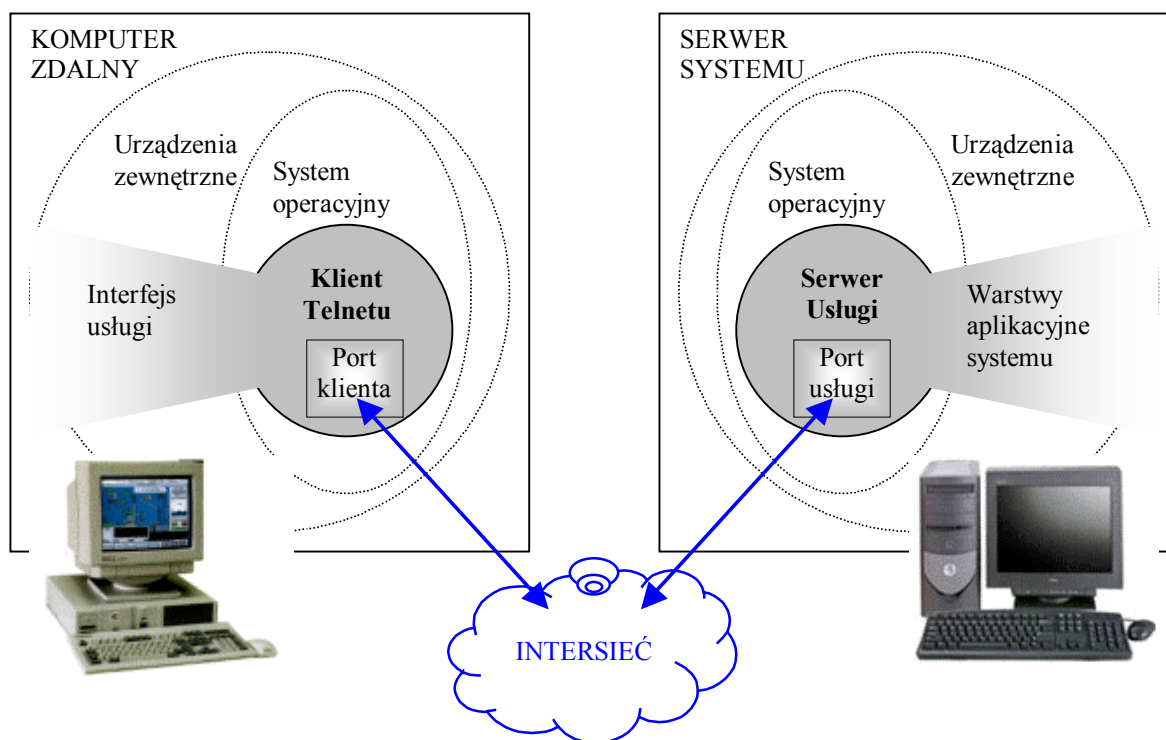 KOMPUTER
ZDALNY
Urządzenia
zewnętrzne
System
operacyjny
Klient
Telnetu
Interfejs
usługi
Port
klienta
SERWER
SYSTEMU
Urządzenia
zewnętrzne
System
operacyjny
Serwer
Usługi
Warstwy
aplikacyjne
systemu
Port
usługi
INTERSIEĆ